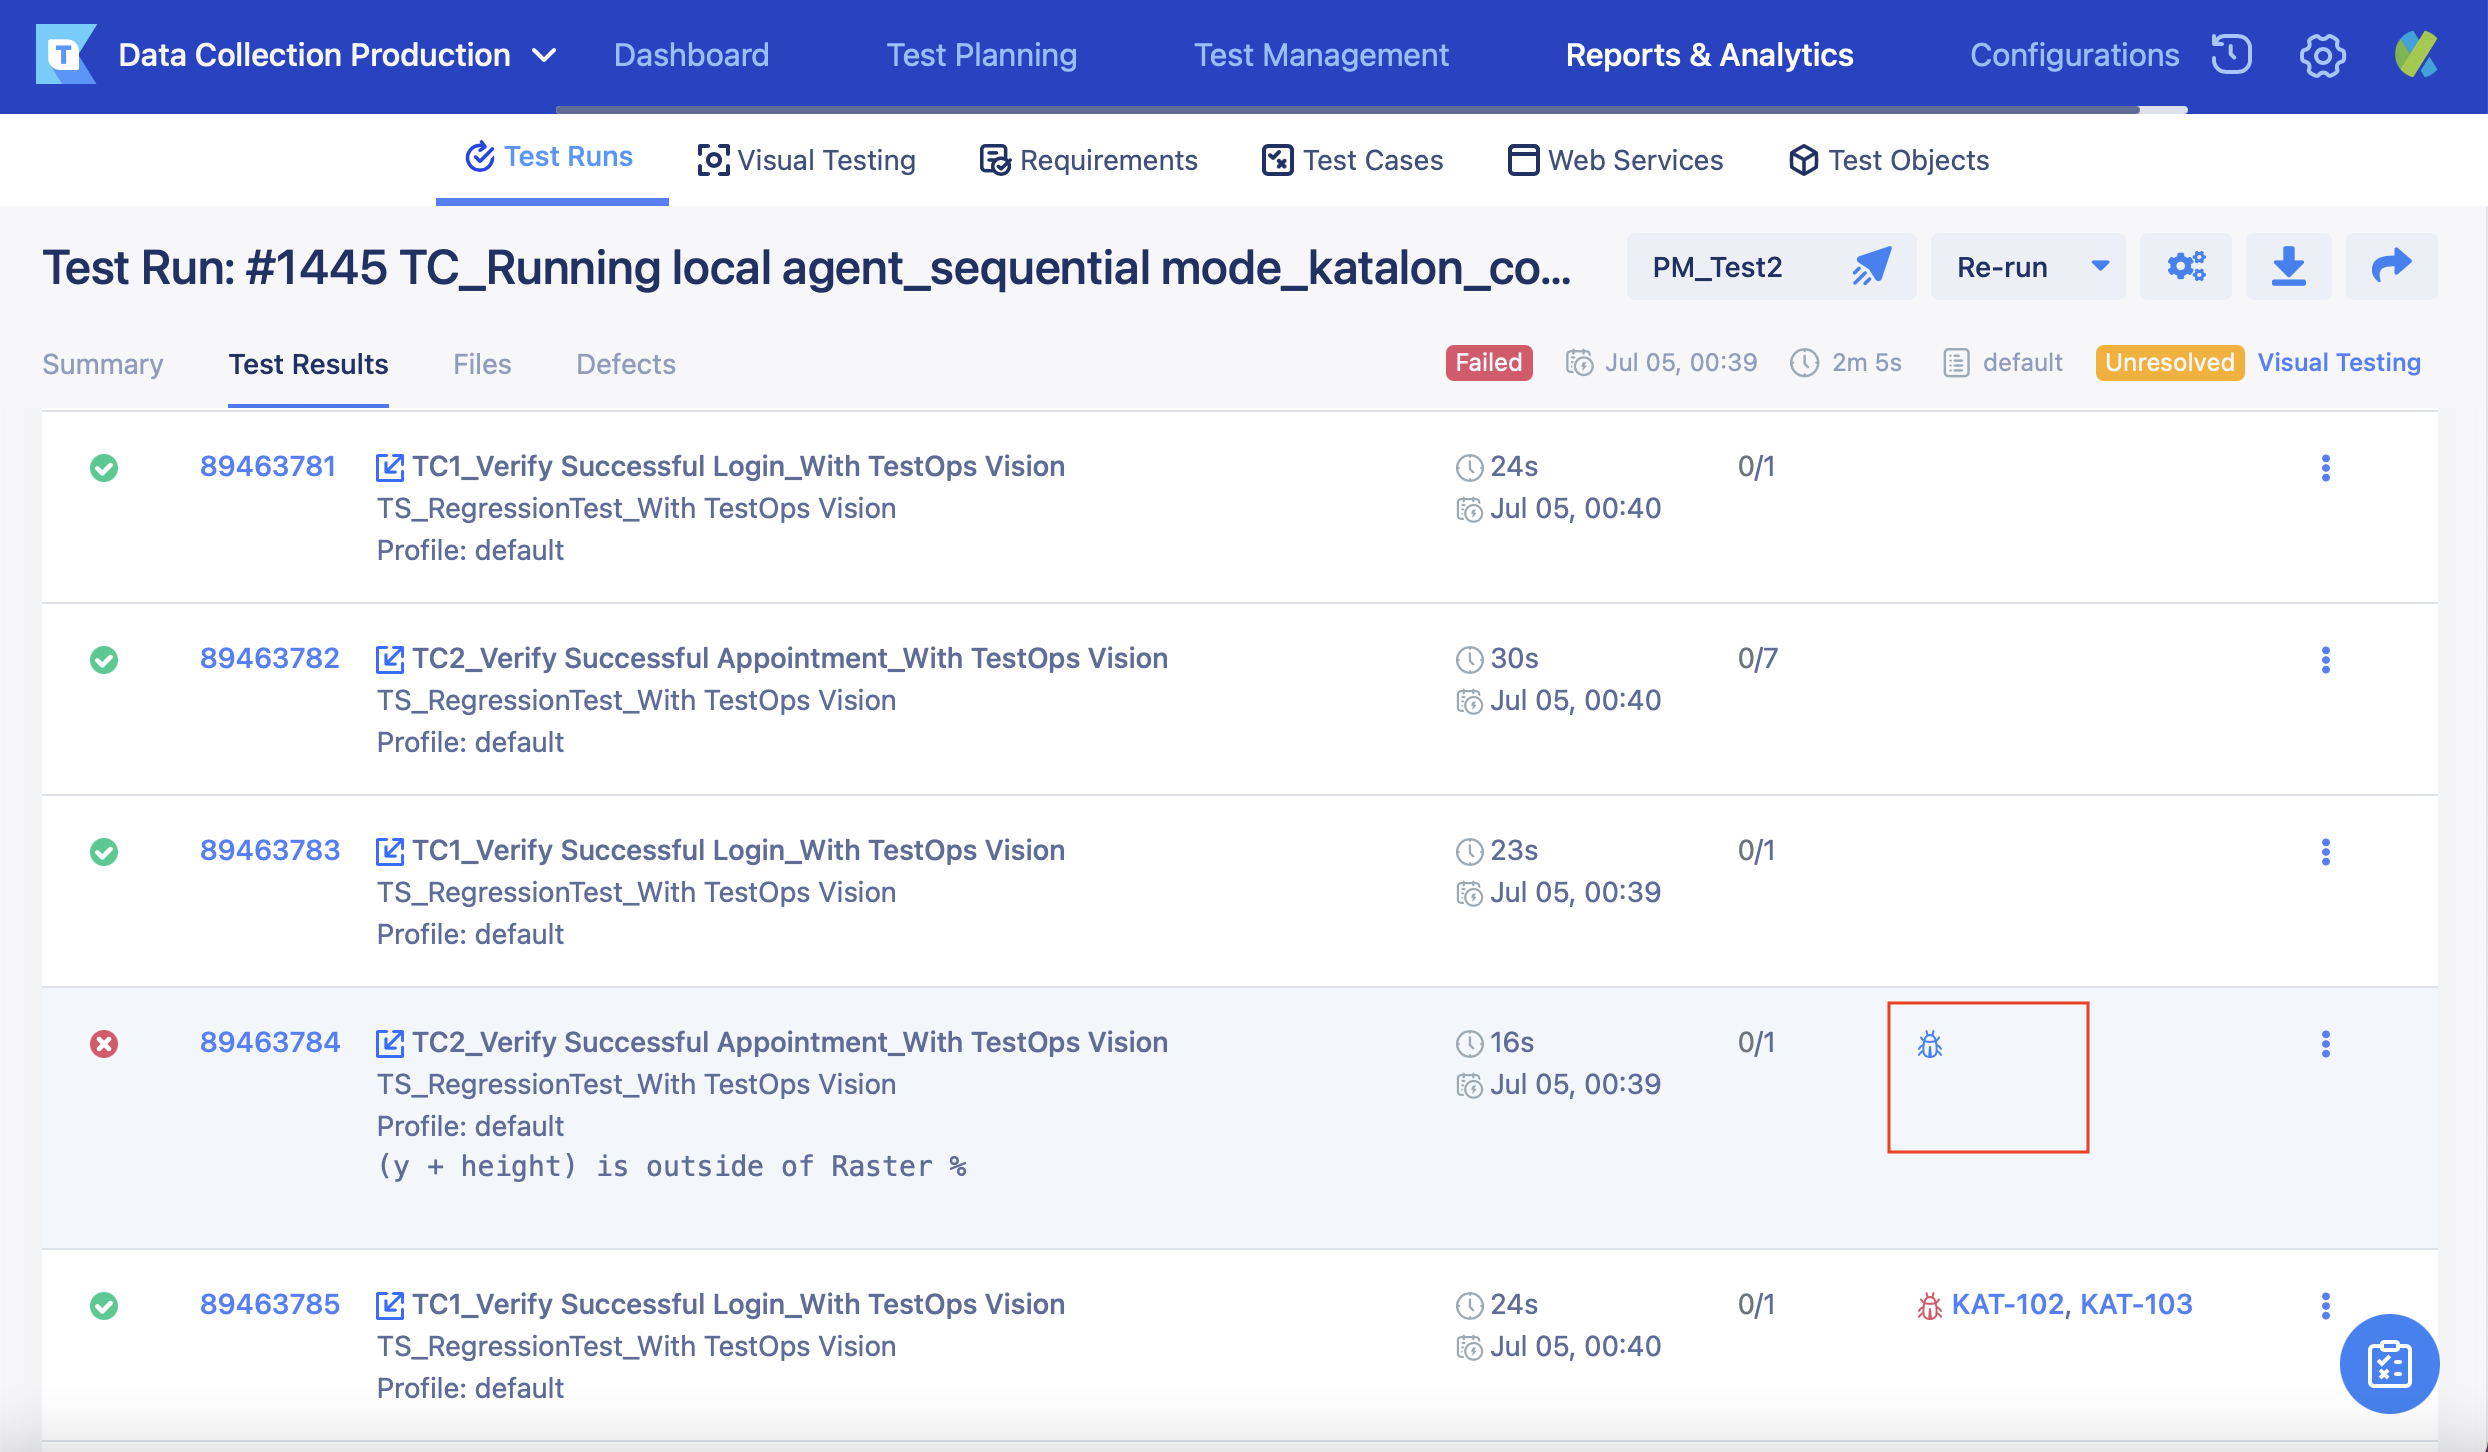 T Data Collection Production Dashboard Test Planning Test Management Reports & Analytics Configurations
Test Runs Visual Testing Requirements Test Cases Web Services Test Objects
Test Run: #1445 TC_Running local agent_sequential mode_katalon_co... PM_Test2 Re-run
Summary Test Results Files Defects Failed Jul 05, 00:39 2m 5s default Unresolved Visual Testing
89463781 TC1_Verify Successful Login_With TestOps Vision 24s 0/1
TS_RegressionTest_With TestOps Vision Jul 05, 00:40
Profile: default
89463782 TC2_Verify Successful Appointment_With TestOps Vision 30s 0/7
TS_RegressionTest_With TestOps Vision Jul 05, 00:40
Profile: default
89463783 TC1_Verify Successful Login_With TestOps Vision 23s 0/1
TS_RegressionTest_With TestOps Vision Jul 05, 00:39
Profile: default
89463784 TC2_Verify Successful Appointment_With TestOps Vision 16s 0/1
TS_RegressionTest_With TestOps Vision Jul 05, 00:39
Profile: default
(y + height) is outside of Raster %
89463785 TC1_Verify Successful Login_With TestOps Vision 24s 0/1 KAT-102, KAT-103
TS_RegressionTest_With TestOps Vision Jul 05, 00:40
Profile: default